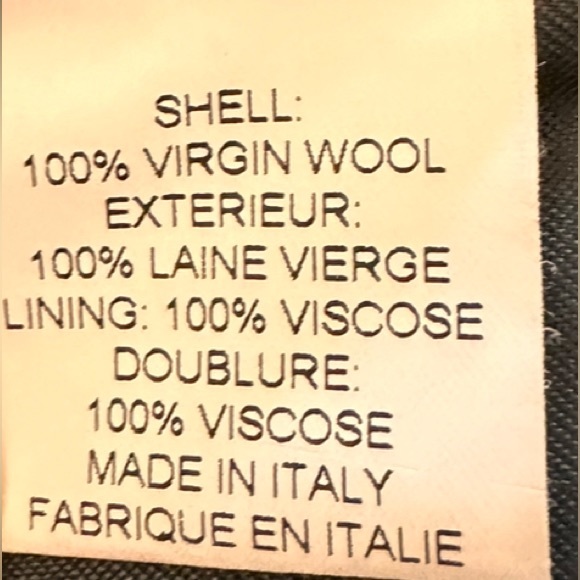 SHELL:
100% VIRGIN WOOL
EXTERIEUR:
100% LAINE VIERGE
LINING: 100% VISCOSE
DOUBLURE:
100% VISCOSE
MADE IN ITALY
FABRIQUE EN ITALIE